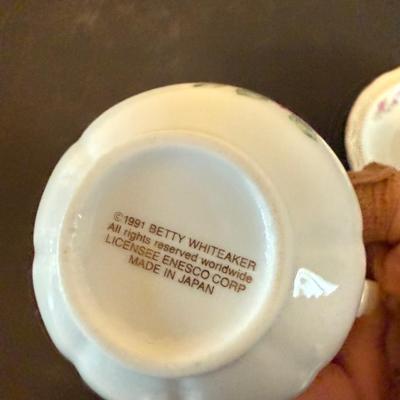 ©1991 BETTY WHITEAKER
All rights reserved worldwide
LICENSEE ENESCO CORP
MADE IN JAPAN